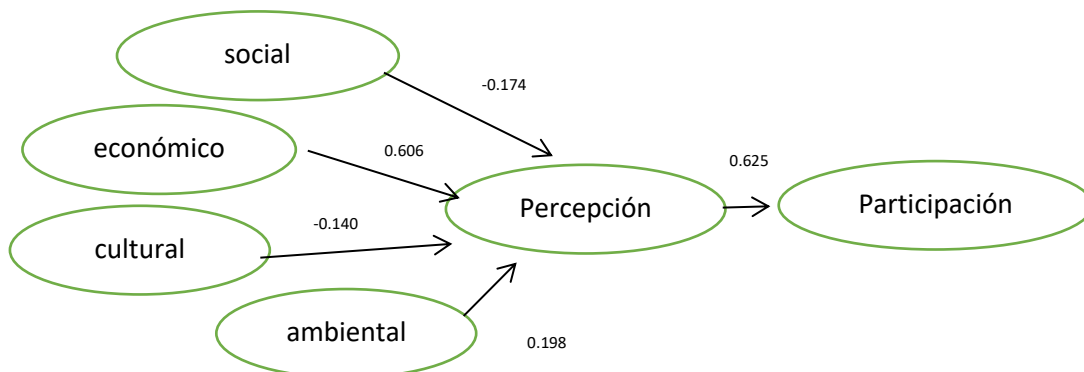 social
-0.174
económico
0.606
0.625
Percepción
Participación
cultural
-0.140
ambiental
0.198